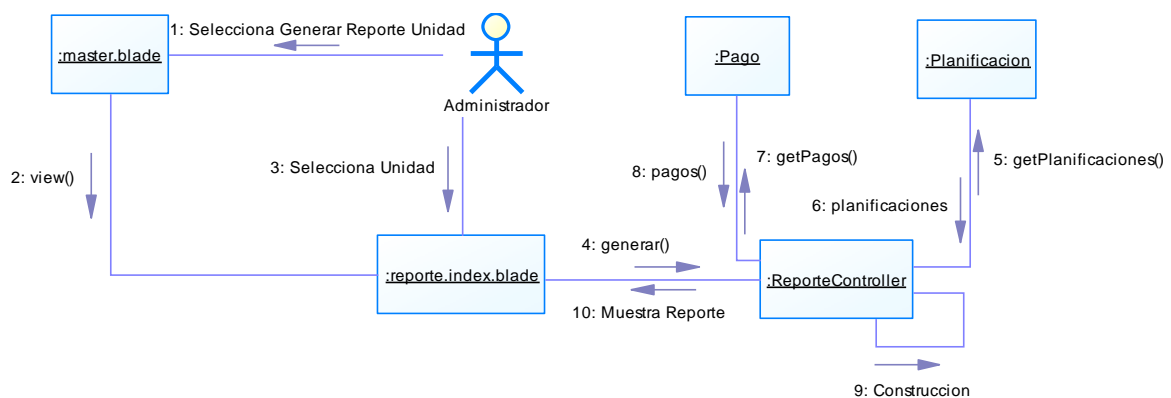 1: Selecciona Generar Reporte Unidad
:master.blade
:Pago
:Planificacion
Administrador
2: view()
3: Selecciona Unidad
8: pagos()
7: getPagos()
5: getPlanificaciones()
6: planificaciones
4: generar()
:reporte.index.blade
:ReporteController
10: Muestra Reporte
9: Construccion